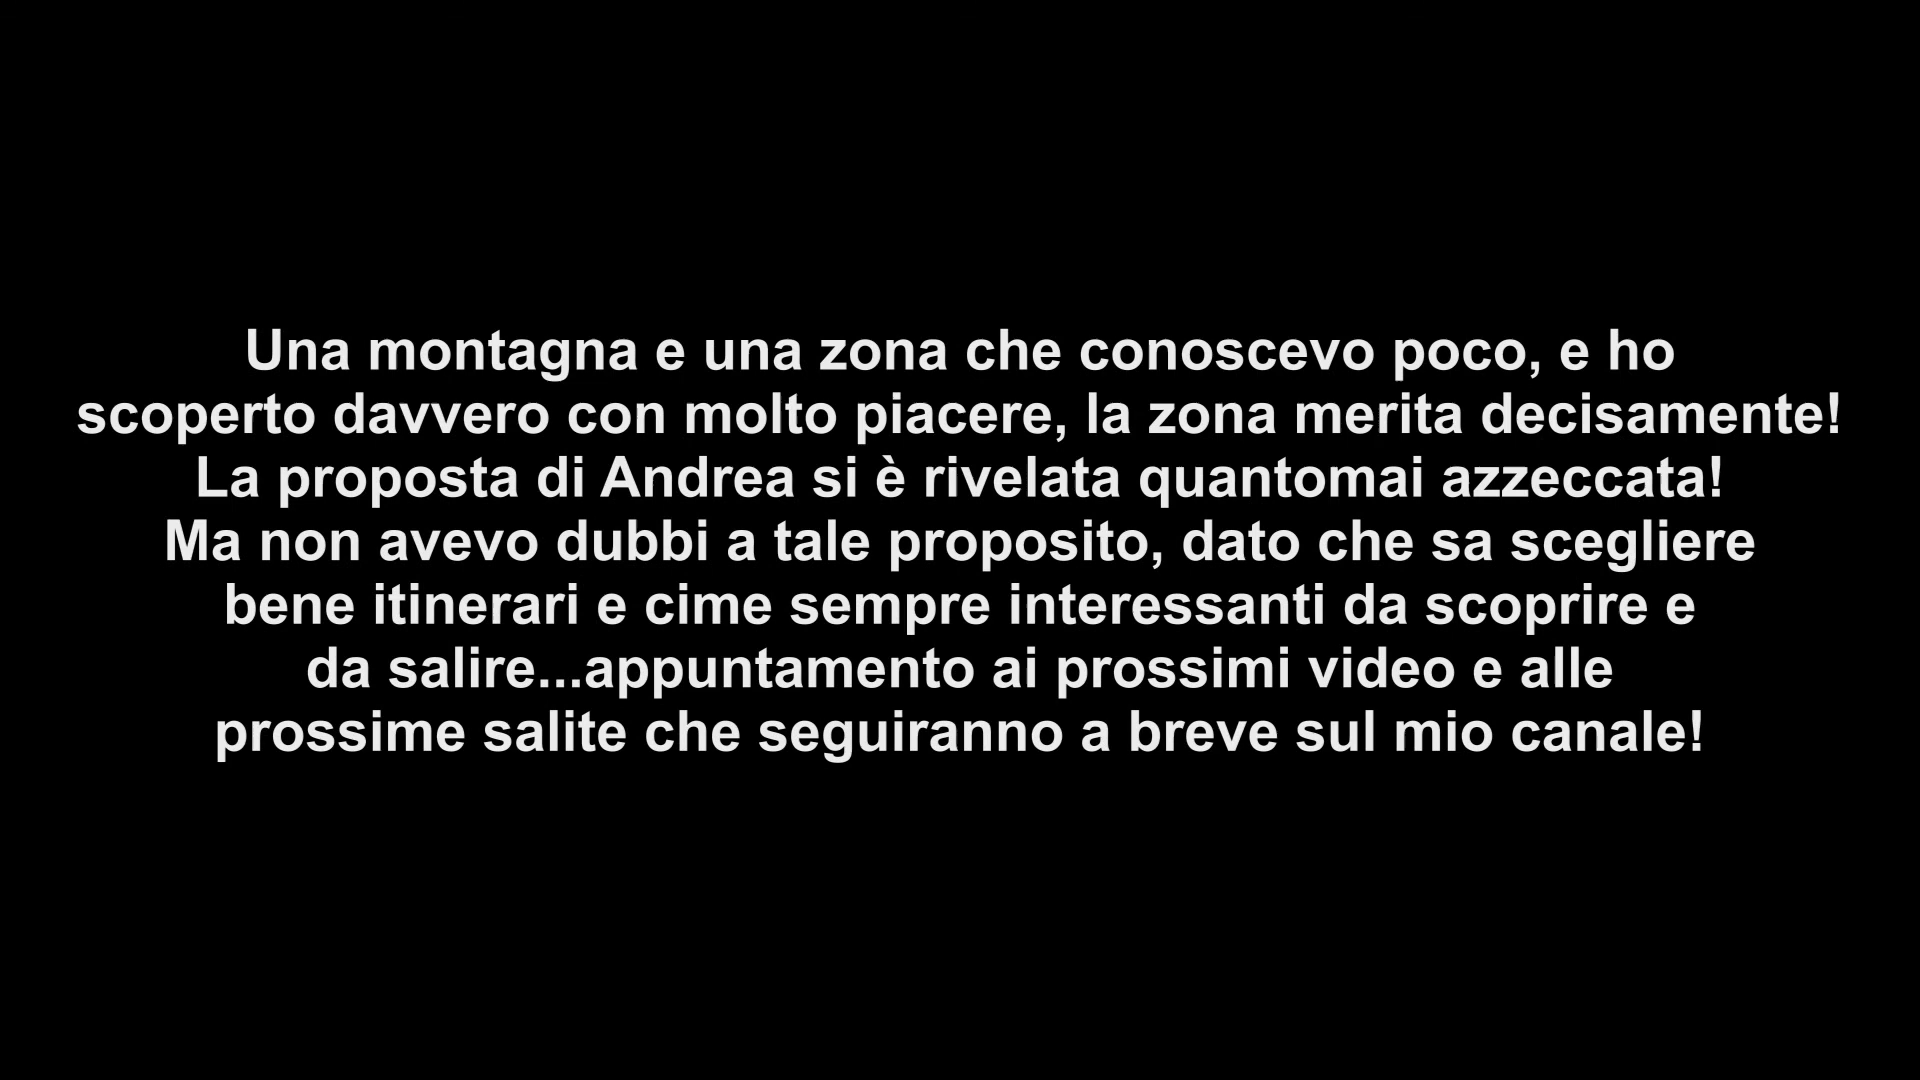 Una montagna e una zona che conoscevo poco, e ho
scoperto davvero con molto piacere, la zona merita decisamente!
La proposta di Andrea si è rivelata quantomai azzeccata!
Ma non avevo dubbi a tale proposito, dato che sa scegliere
bene itinerari e cime sempre interessanti da scoprire e
da salire...appuntamento ai prossimi video e alle
prossime salite che seguiranno a breve sul mio canale!